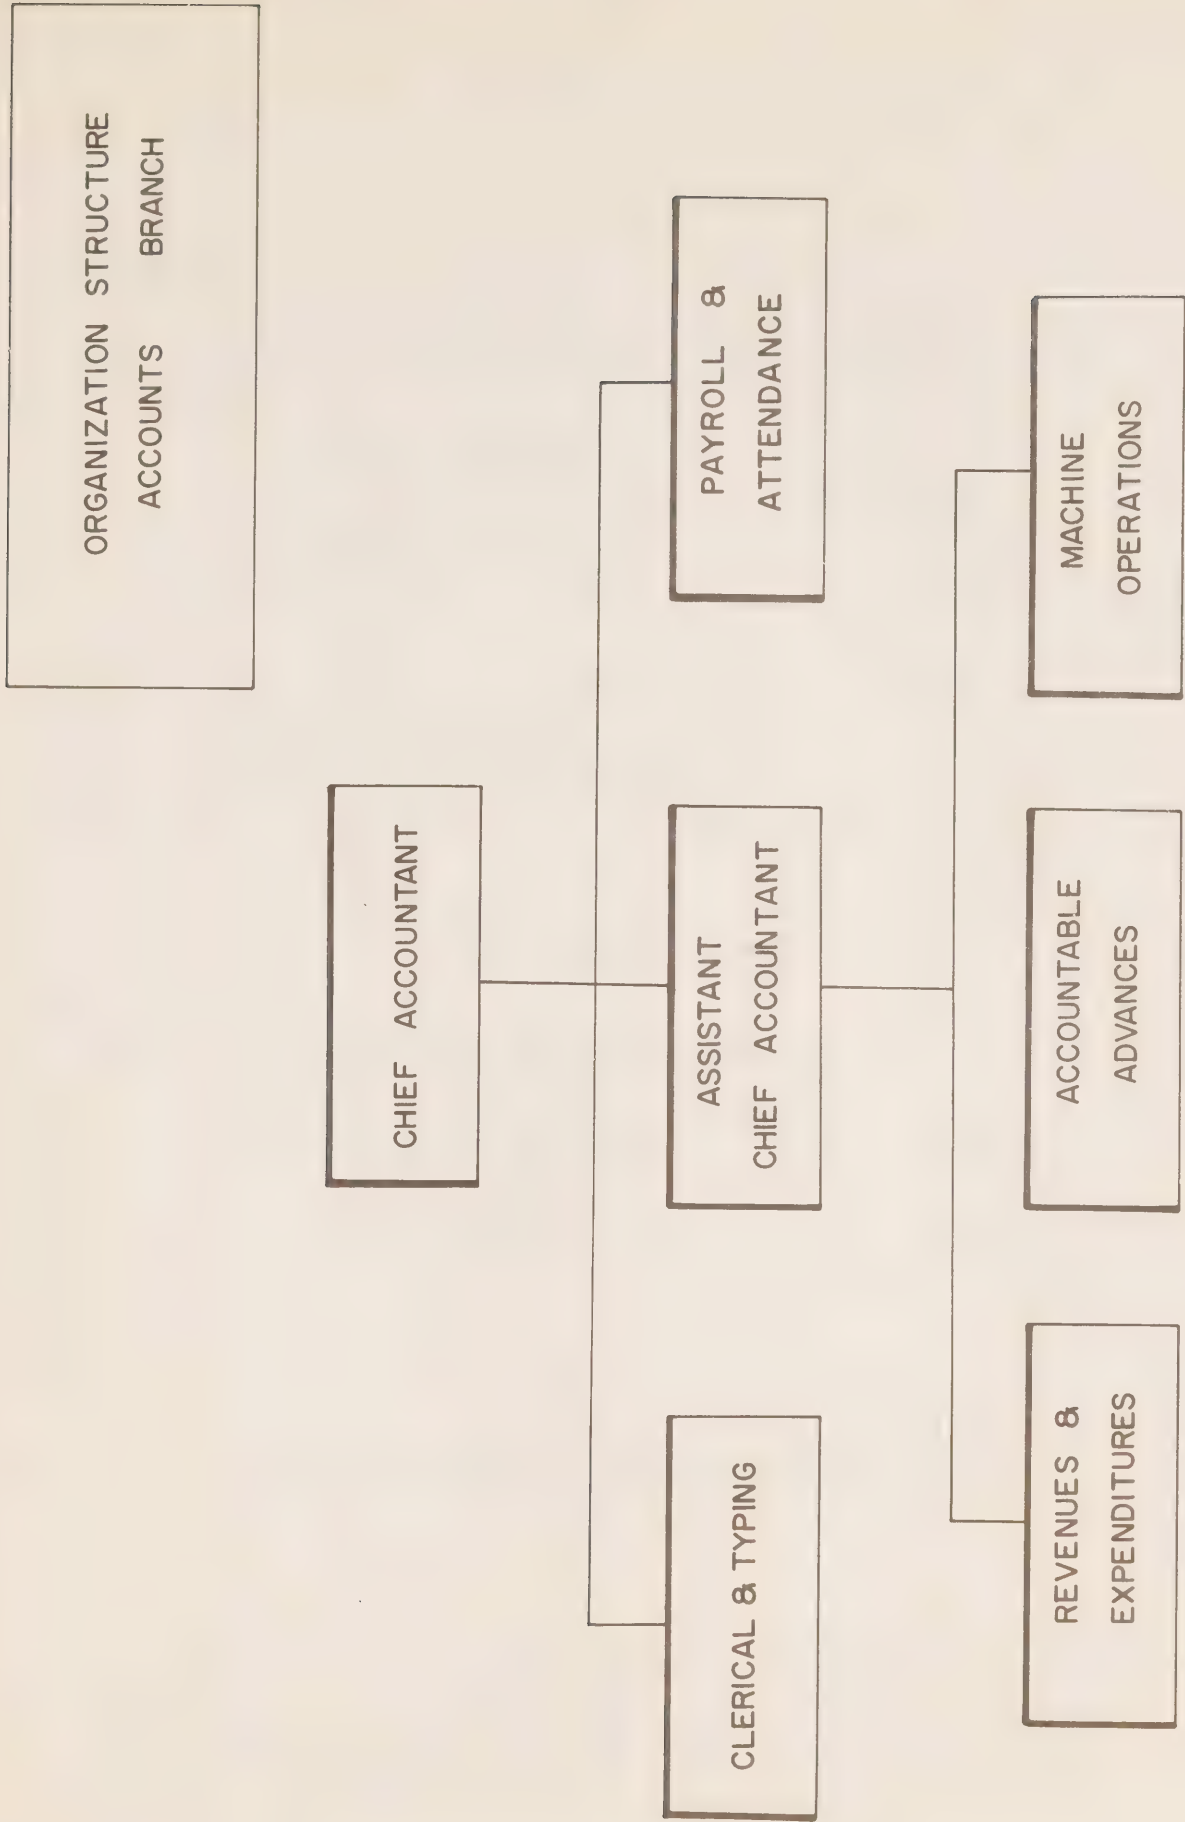 ORGANIZATION STRUCTURE
ACCOUNTS BRANCH
CHIEF ACCOUNTANT
CLERICAL & TYPING
ASSISTANT
CHIEF ACCOUNTANT
PAYROLL &
ATTENDANCE
REVENUES &
EXPENDITURES
ACCOUNTABLE
ADVANCES
MACHINE
OPERATIONS